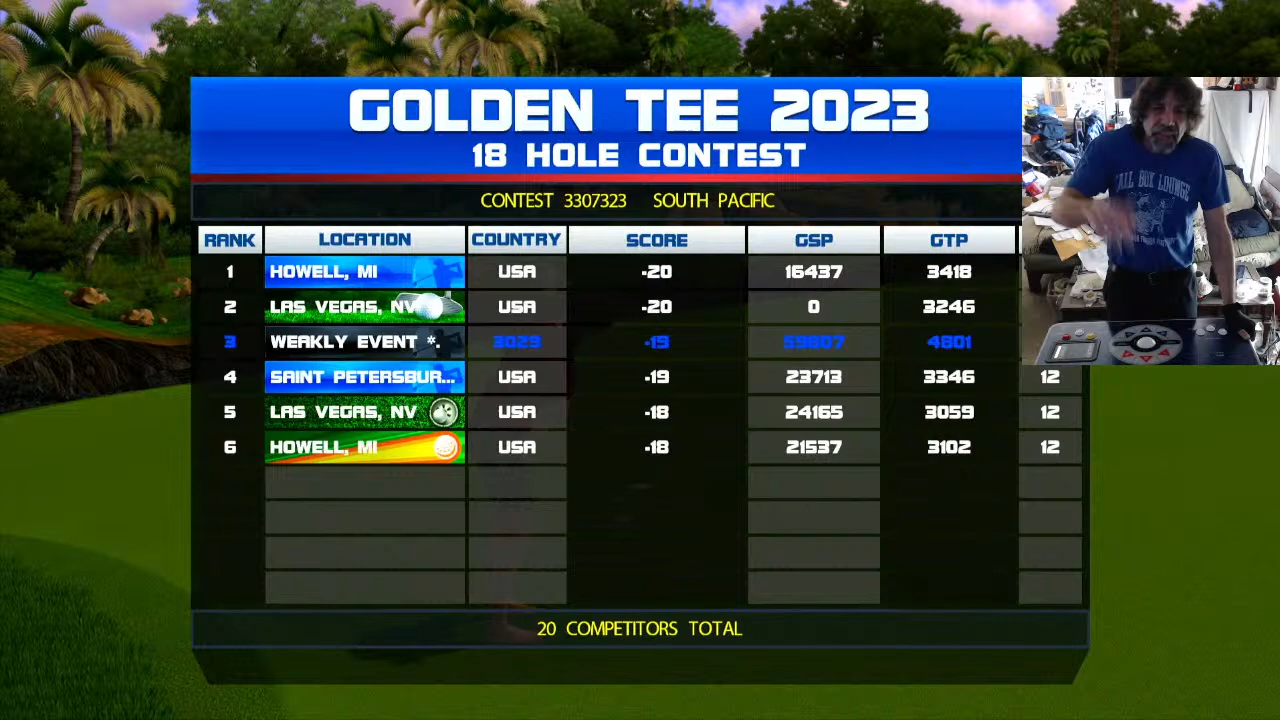 GOLDEN TEE 2023
18 HOLE CONTEST
CONTEST 3307323 SOUTH PACIFIC
RANK LOCATION COUNTRY SCORE GSP GTP
1 HOWELL, MI USA -20 16437 3418
2 LAS VEGAS, NV USA -20 0 3246
3 WEAKLY EVENT *. 3029 -19 59807 4801
4 SAINT PETERSBUR... USA -19 23713 3346 12
5 LAS VEGAS, NV USA -18 24165 3059 12
6 HOWELL, MI USA -18 21537 3102 12
20 COMPETITORS TOTAL
BOX LOUNGE